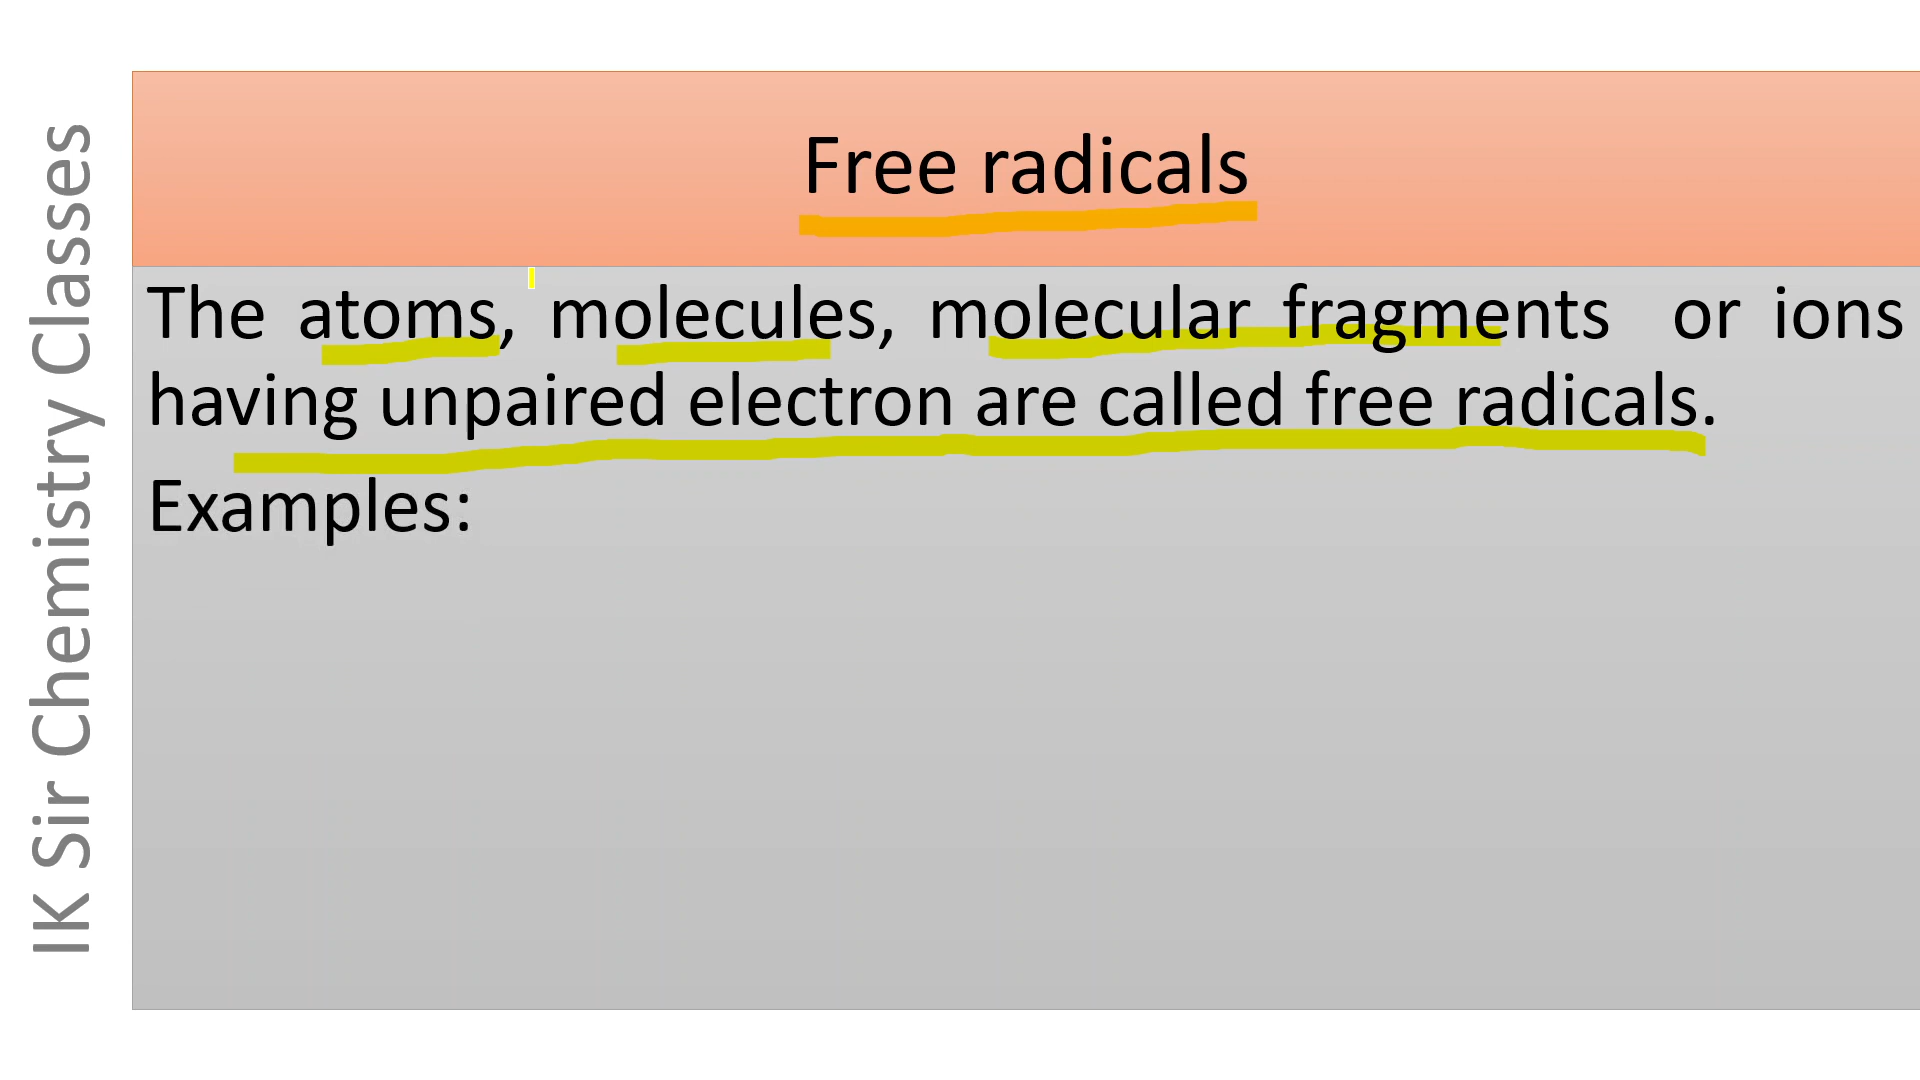 IK Sir Chemistry Classes
Free radicals
The atoms, molecules, molecular fragments or ions
having unpaired electron are called free radicals.
Examples: